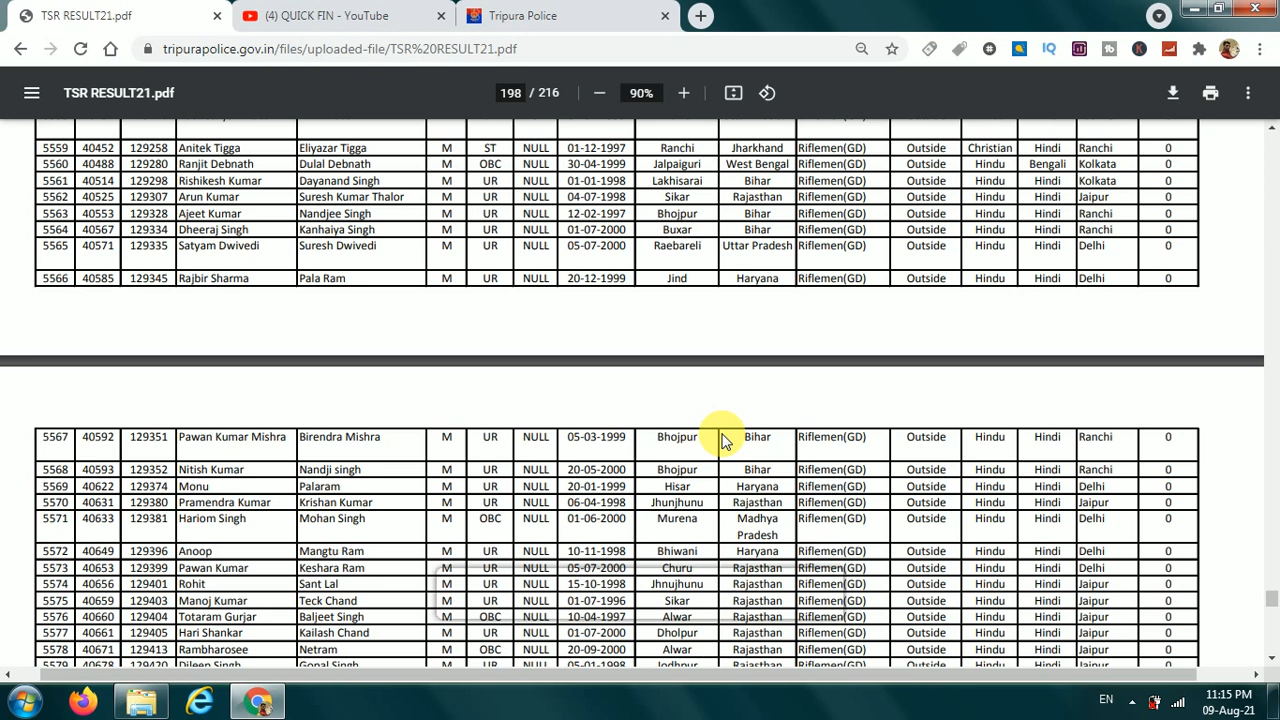 TSR RESULT21.pdf
(4) QUICK FIN - YouTube
Tripura Police
tripurapolice.gov.in/files/uploaded-file/TSR%20RESULT21.pdf
TSR RESULT21.pdf
198 / 216
90%
5559 40452 129258 Anitek Tigga Eliyazar Tigga M ST NULL 01-12-1997 Ranchi Jharkhand Riflemen(GD) Outside Christian Hindi Ranchi 0
5560 40488 129280 Ranjit Debnath Dulal Debnath M OBC NULL 30-04-1999 Jalpaiguri West Bengal Riflemen(GD) Outside Hindu Bengali Kolkata 0
5561 40514 129298 Rishikesh Kumar Dayanand Singh M UR NULL 01-01-1998 Lakhisarai Bihar Riflemen(GD) Outside Hindu Hindi Kolkata 0
5562 40525 129307 Arun Kumar Suresh Kumar Thalor M UR NULL 04-07-1998 Sikar Rajasthan Riflemen(GD) Outside Hindu Hindi Jaipur 0
5563 40553 129328 Ajeet Kumar Nandjee Singh M UR NULL 12-02-1997 Bhojpur Bihar Riflemen(GD) Outside Hindu Hindi Ranchi 0
5564 40567 129334 Dheeraj Singh Kanhaiya Singh M UR NULL 01-07-2000 Buxar Bihar Riflemen(GD) Outside Hindu Hindi Ranchi 0
5565 40571 129335 Satyam Dwivedi Suresh Dwivedi M UR NULL 05-07-2000 Raebareli Uttar Pradesh Riflemen(GD) Outside Hindu Hindi Delhi 0
5566 40585 129345 Rajbir Sharma Pala Ram M UR NULL 20-12-1999 Jind Haryana Riflemen(GD) Outside Hindu Hindi Delhi 0
5567 40592 129351 Pawan Kumar Mishra Birendra Mishra M UR NULL 05-03-1999 Bhojpur Bihar Riflemen(GD) Outside Hindu Hindi Ranchi 0
5568 40593 129352 Nitish Kumar Nandji singh M UR NULL 20-05-2000 Bhojpur Bihar Riflemen(GD) Outside Hindu Hindi Ranchi 0
5569 40622 129374 Monu Palaram M UR NULL 20-01-1999 Hisar Haryana Riflemen(GD) Outside Hindu Hindi Delhi 0
5570 40631 129380 Pramendra Kumar Krishan Kumar M UR NULL 06-04-1998 Jhunjhunu Rajasthan Riflemen(GD) Outside Hindu Hindi Jaipur 0
5571 40633 129381 Hariom Singh Mohan Singh M OBC NULL 01-06-2000 Murena Madhya Riflemen(GD) Outside Hindu Hindi Delhi 0
Pradesh
5572 40649 129396 Anoop Mangtu Ram M UR NULL 10-11-1998 Bhiwani Haryana Riflemen(GD) Outside Hindu Hindi Delhi 0
5573 40653 129399 Pawan Kumar Keshara Ram M UR NULL 05-07-2000 Churu Rajasthan Riflemen(GD) Outside Hindu Hindi Delhi 0
5574 40656 129401 Rohit Sant Lal M UR NULL 15-10-1998 Jhnujhunu Rajasthan Riflemen(GD) Outside Hindu Hindi Jaipur 0
5575 40659 129403 Manoj Kumar Teck Chand M UR NULL 01-07-1996 Sikar Rajasthan Riflemen(GD) Outside Hindu Hindi Jaipur 0
5576 40660 129404 Totaram Gurjar Baljeet Singh M OBC NULL 10-04-1997 Alwar Rajasthan Riflemen(GD) Outside Hindu Hindi Jaipur 0
5577 40661 129405 Hari Shankar Kailash Chand M UR NULL 01-07-2000 Dholpur Rajasthan Riflemen(GD) Outside Hindu Hindi Jaipur 0
5578 40671 129413 Rambharosee Netram M OBC NULL 20-09-2000 Alwar Rajasthan Riflemen(GD) Outside Hindu Hindi Jaipur 0
5579 40678 129420 Dileep Singh Gopal Singh M UR NULL 05-01-1998 Jodhpur Rajasthan Riflemen(GD) Outside Hindu Hindi Jaipur 0
EN
11:15 PM
09-Aug-21